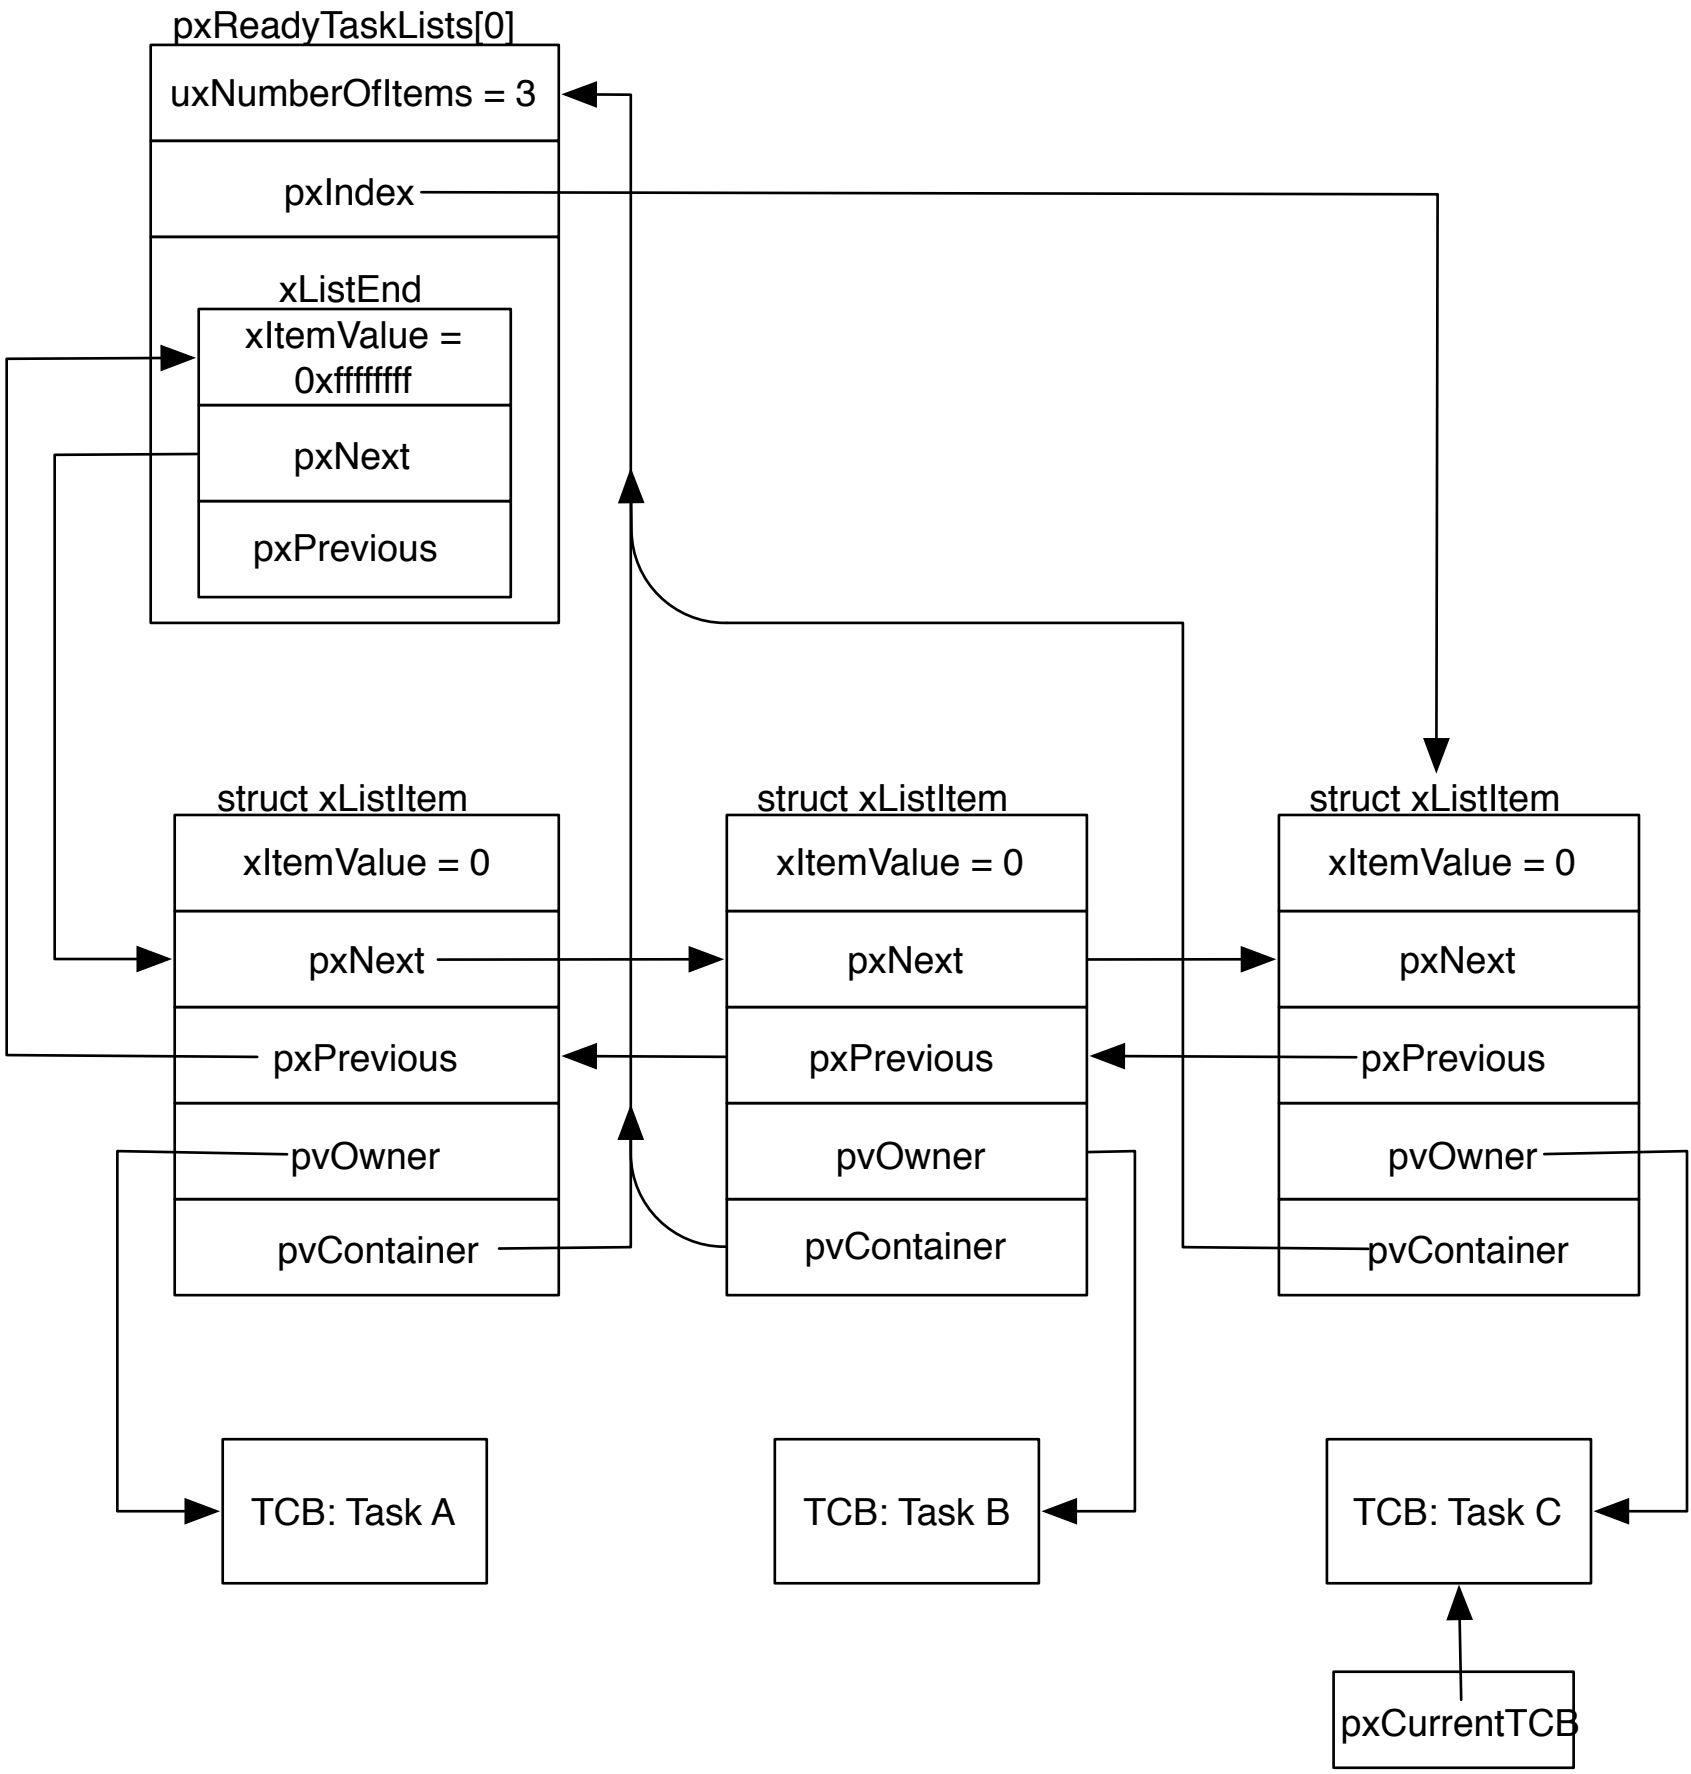 pxReadyTaskLists[0]
uxNumberOfItems = 3
pxIndex
xListEnd
xItemValue =
0xffffffff
pxNext
pxPrevious
struct xListItem
xItemValue = 0
pxNext
pxPrevious
pvOwner
pvContainer
struct xListItem
xItemValue = 0
pxNext
pxPrevious
pvOwner
pvContainer
struct xListItem
xItemValue = 0
pxNext
pxPrevious
pvOwner
pvContainer
TCB: Task A
TCB: Task B
TCB: Task C
pxCurrentTCB